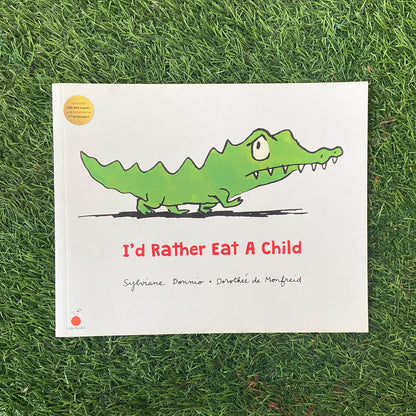 I'd Rather Eat A Child
Sylviane Donnio • Dorothée de Monfreid